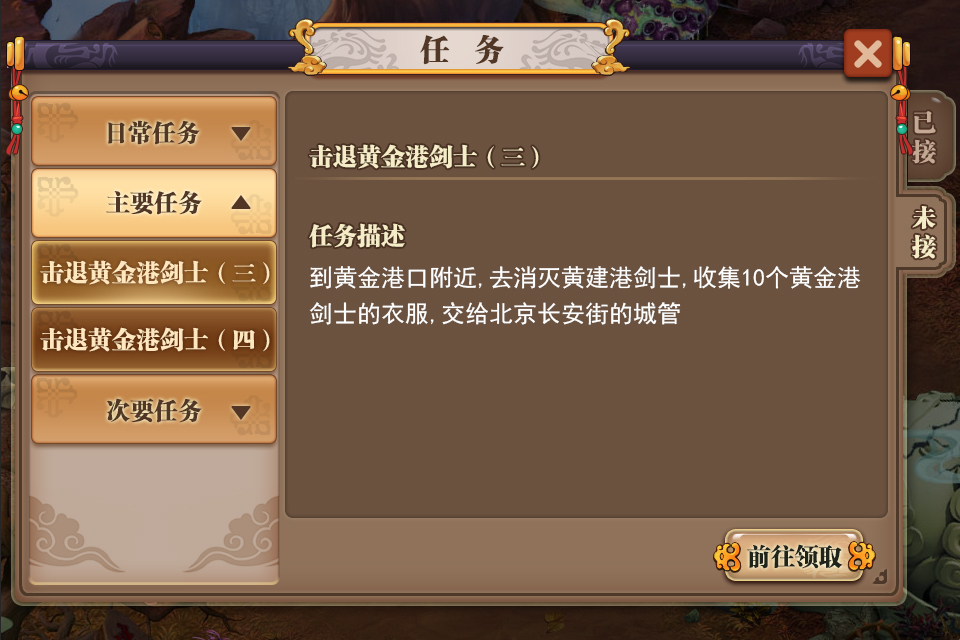 任务
日常任务
主要任务
击退黄金港剑士（三）
击退黄金港剑士（四）
次要任务
击退黄金港剑士（三）
任务描述
到黄金港口附近,去消灭黄建港剑士,收集10个黄金港
剑士的衣服,交给北京长安街的城管
前往领取
已接
未接